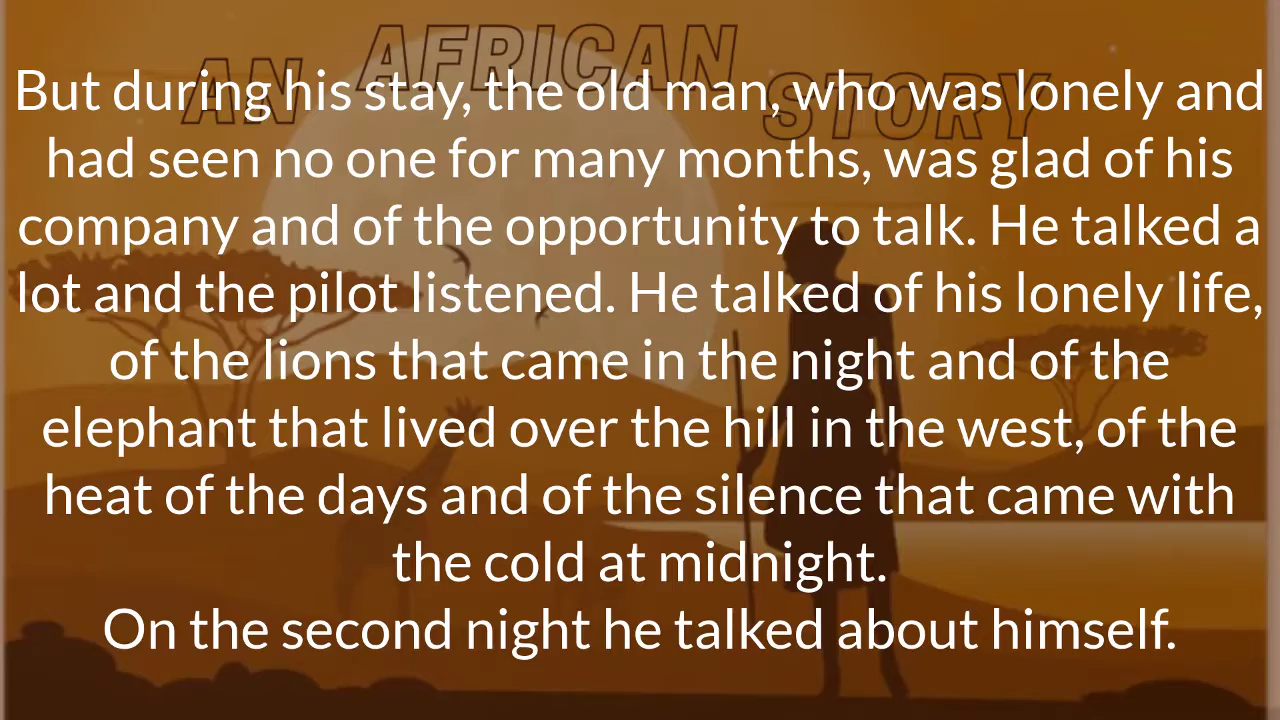 AN AFRICAN STORY
But during his stay, the old man, who was lonely and
had seen no one for many months, was glad of his
company and of the opportunity to talk. He talked a
lot and the pilot listened. He talked of his lonely life,
of the lions that came in the night and of the
elephant that lived over the hill in the west, of the
heat of the days and of the silence that came with
the cold at midnight.
On the second night he talked about himself.